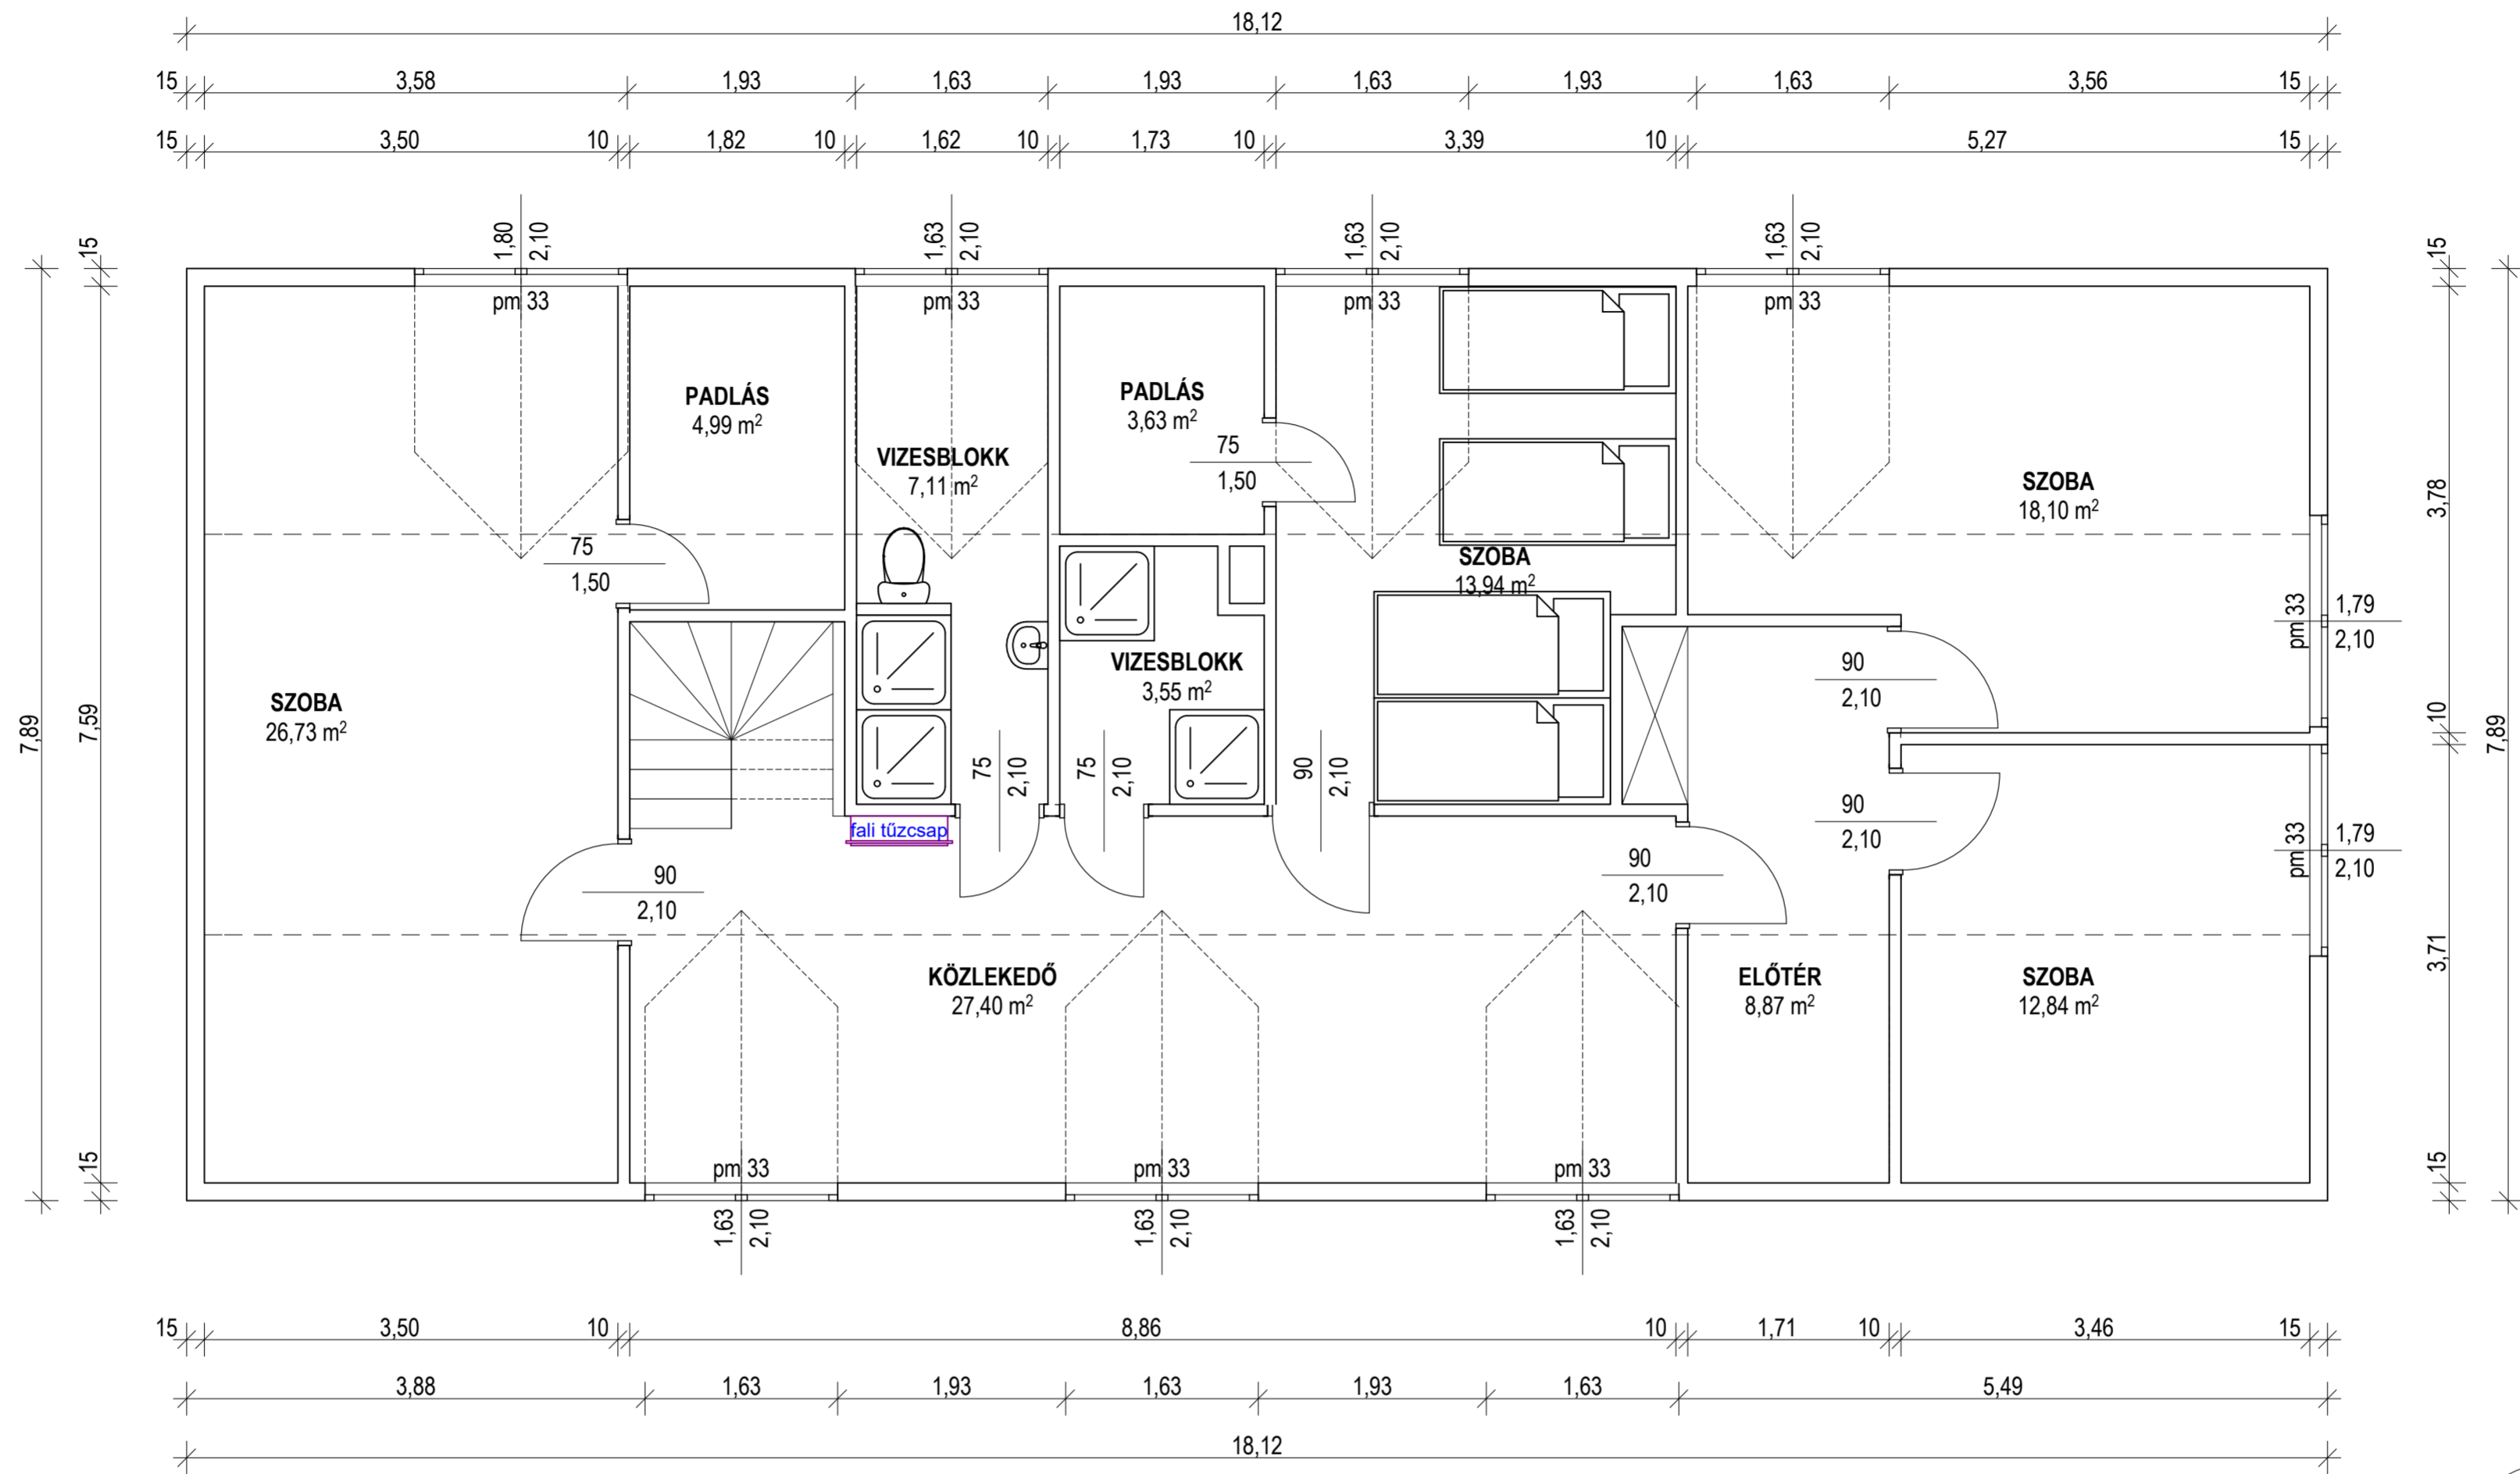 18,12
15 3,58 1,93 1,63 1,93 1,63 1,93 1,63 3,56 15
15 3,50 10 1,82 10 1,62 10 1,73 10 3,39 10 5,27 15
1,80 2,10
1,63 2,10
1,63 2,10
1,63 2,10
pm 33
pm 33
pm 33
pm 33
15
7,59
15
7,89
15
3,78
10
3,71
15
7,89
PADLÁS
4,99 m²
VIZESBLOKK
7,11 m²
PADLÁS
3,63 m²
75
1,50
SZOBA
18,10 m²
75
1,50
SZOBA
13,94 m²
pm 33
1,79
2,10
SZOBA
26,73 m²
VIZESBLOKK
3,55 m²
90
2,10
75
2,10
75
2,10
90
2,10
90
2,10
pm 33
1,79
2,10
fali tűzcsap
90
2,10
90
2,10
KÖZLEKEDŐ
27,40 m²
ELŐTÉR
8,87 m²
SZOBA
12,84 m²
pm 33
pm 33
pm 33
1,63 2,10
1,63 2,10
1,63 2,10
15 3,50 10 8,86 10 1,71 10 3,46 15
3,88 1,63 1,93 1,63 1,93 1,63 5,49
18,12